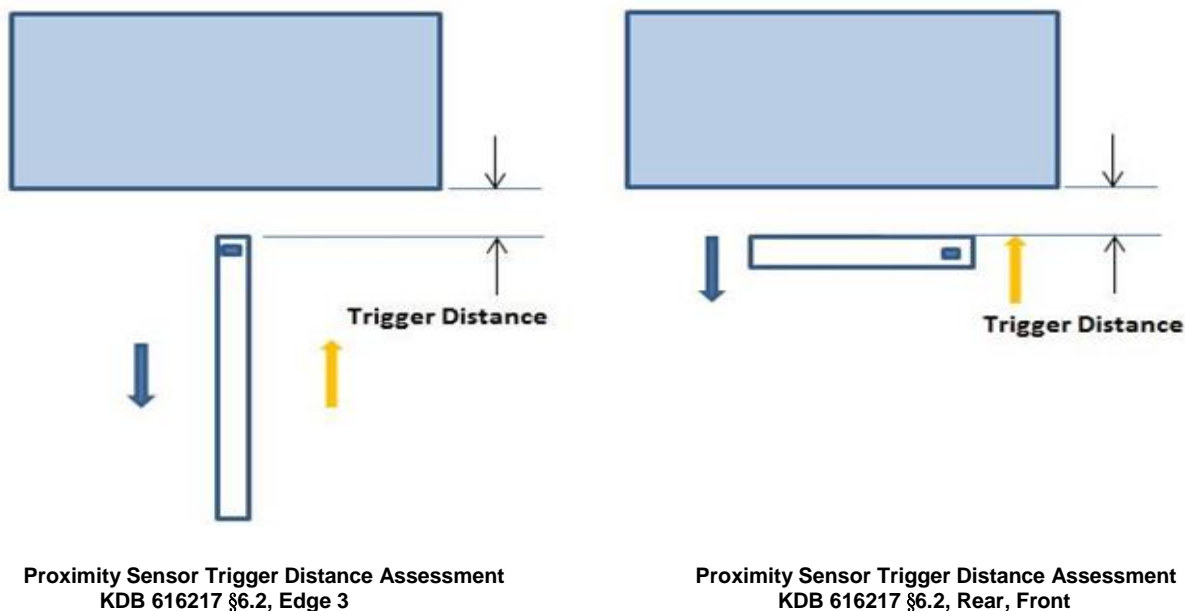 Trigger Distance
Trigger Distance
Proximity Sensor Trigger Distance Assessment
KDB 616217 §6.2, Edge 3
Proximity Sensor Trigger Distance Assessment
KDB 616217 §6.2, Rear, Front